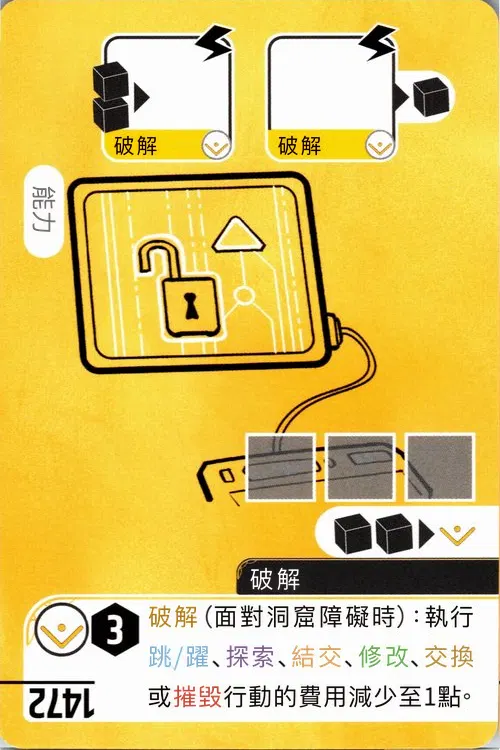 破解
破解
能力
破解
3
破解(面對洞窟障礙時):執行
跳/躍、探索、結交、修改、交換
或摧毀行動的費用減少至1點。
1472